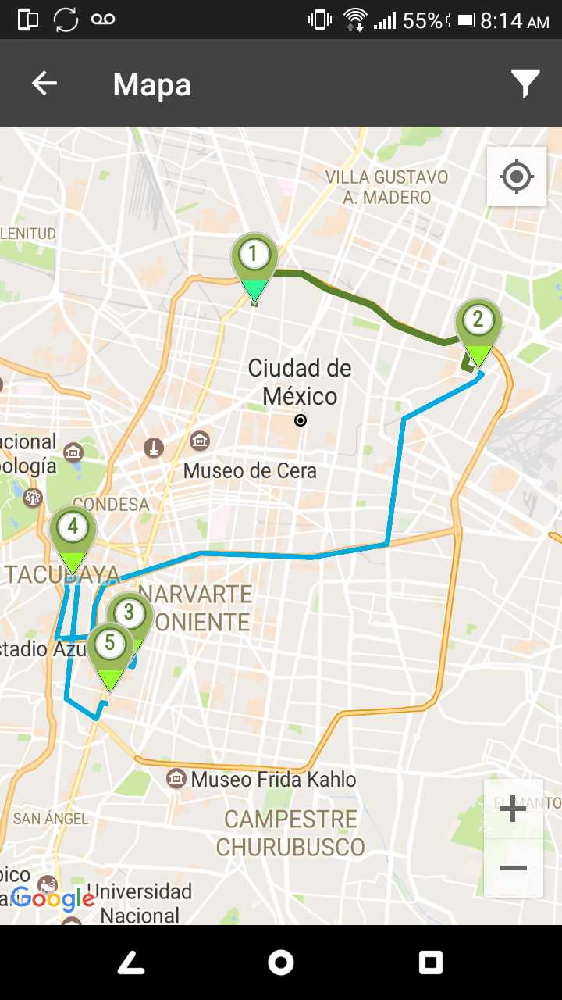 55% 8:14 AM
Mapa
VILLA GUSTAVO
A. MADERO
LENITUD
1
2
Ciudad de
México
acional
oología
Museo de Cera
CONDESA
4
TACUBAYA
NARVARTE
ONIENTE
3
5
stadio Azu
Museo Frida Kahlo
EL MANTO
SAN ÁNGEL
CAMPESTRE
CHURUBUSCO
pico
Google
Universidad
Nacional